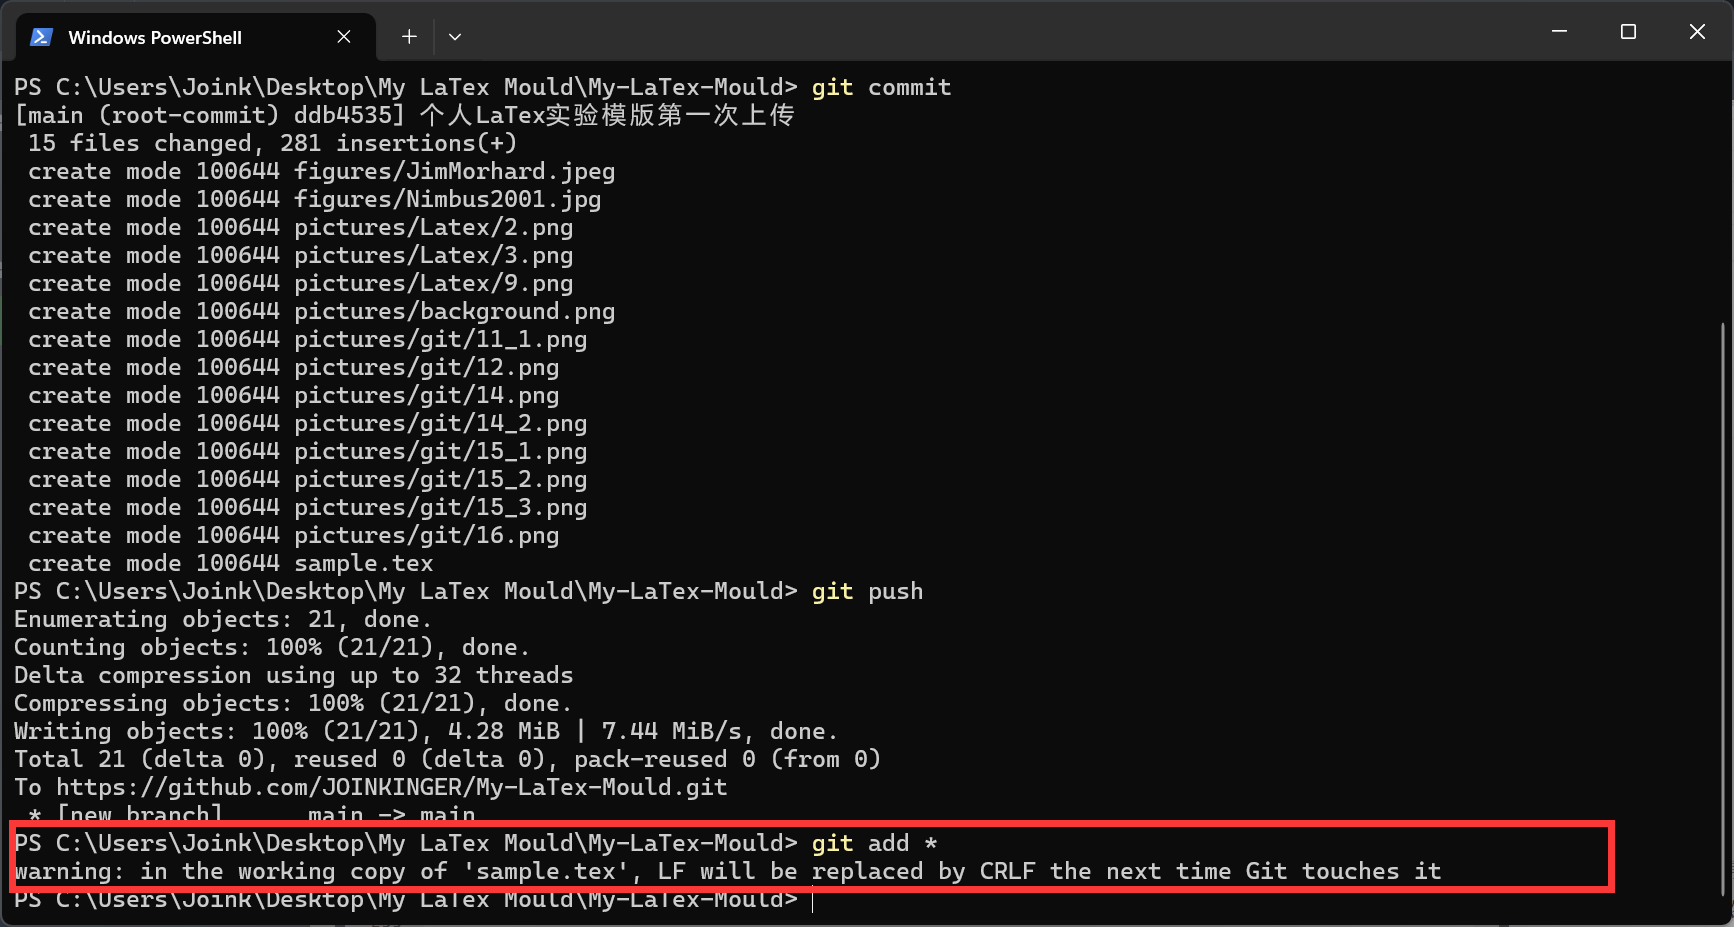 Windows PowerShell
PS C:\Users\Joink\Desktop\My LaTex Mould\My-LaTex-Mould> git commit
[main (root-commit) ddb4535] 个人LaTex实验模版第一次上传
15 files changed, 281 insertions(+)
create mode 100644 figures/JimMorhard.jpeg
create mode 100644 figures/Nimbus2001.jpg
create mode 100644 pictures/Latex/2.png
create mode 100644 pictures/Latex/3.png
create mode 100644 pictures/Latex/9.png
create mode 100644 pictures/background.png
create mode 100644 pictures/git/11_1.png
create mode 100644 pictures/git/12.png
create mode 100644 pictures/git/14.png
create mode 100644 pictures/git/14_2.png
create mode 100644 pictures/git/15_1.png
create mode 100644 pictures/git/15_2.png
create mode 100644 pictures/git/15_3.png
create mode 100644 pictures/git/16.png
create mode 100644 sample.tex
PS C:\Users\Joink\Desktop\My LaTex Mould\My-LaTex-Mould> git push
Enumerating objects: 21, done.
Counting objects: 100% (21/21), done.
Delta compression using up to 32 threads
Compressing objects: 100% (21/21), done.
Writing objects: 100% (21/21), 4.28 MiB | 7.44 MiB/s, done.
Total 21 (delta 0), reused 0 (delta 0), pack-reused 0 (from 0)
To https://github.com/JOINKINGER/My-LaTex-Mould.git
* [new branch]      main -> main
PS C:\Users\Joink\Desktop\My LaTex Mould\My-LaTex-Mould> git add *
warning: in the working copy of 'sample.tex', LF will be replaced by CRLF the next time Git touches it
PS C:\Users\Joink\Desktop\My LaTex Mould\My-LaTex-Mould>